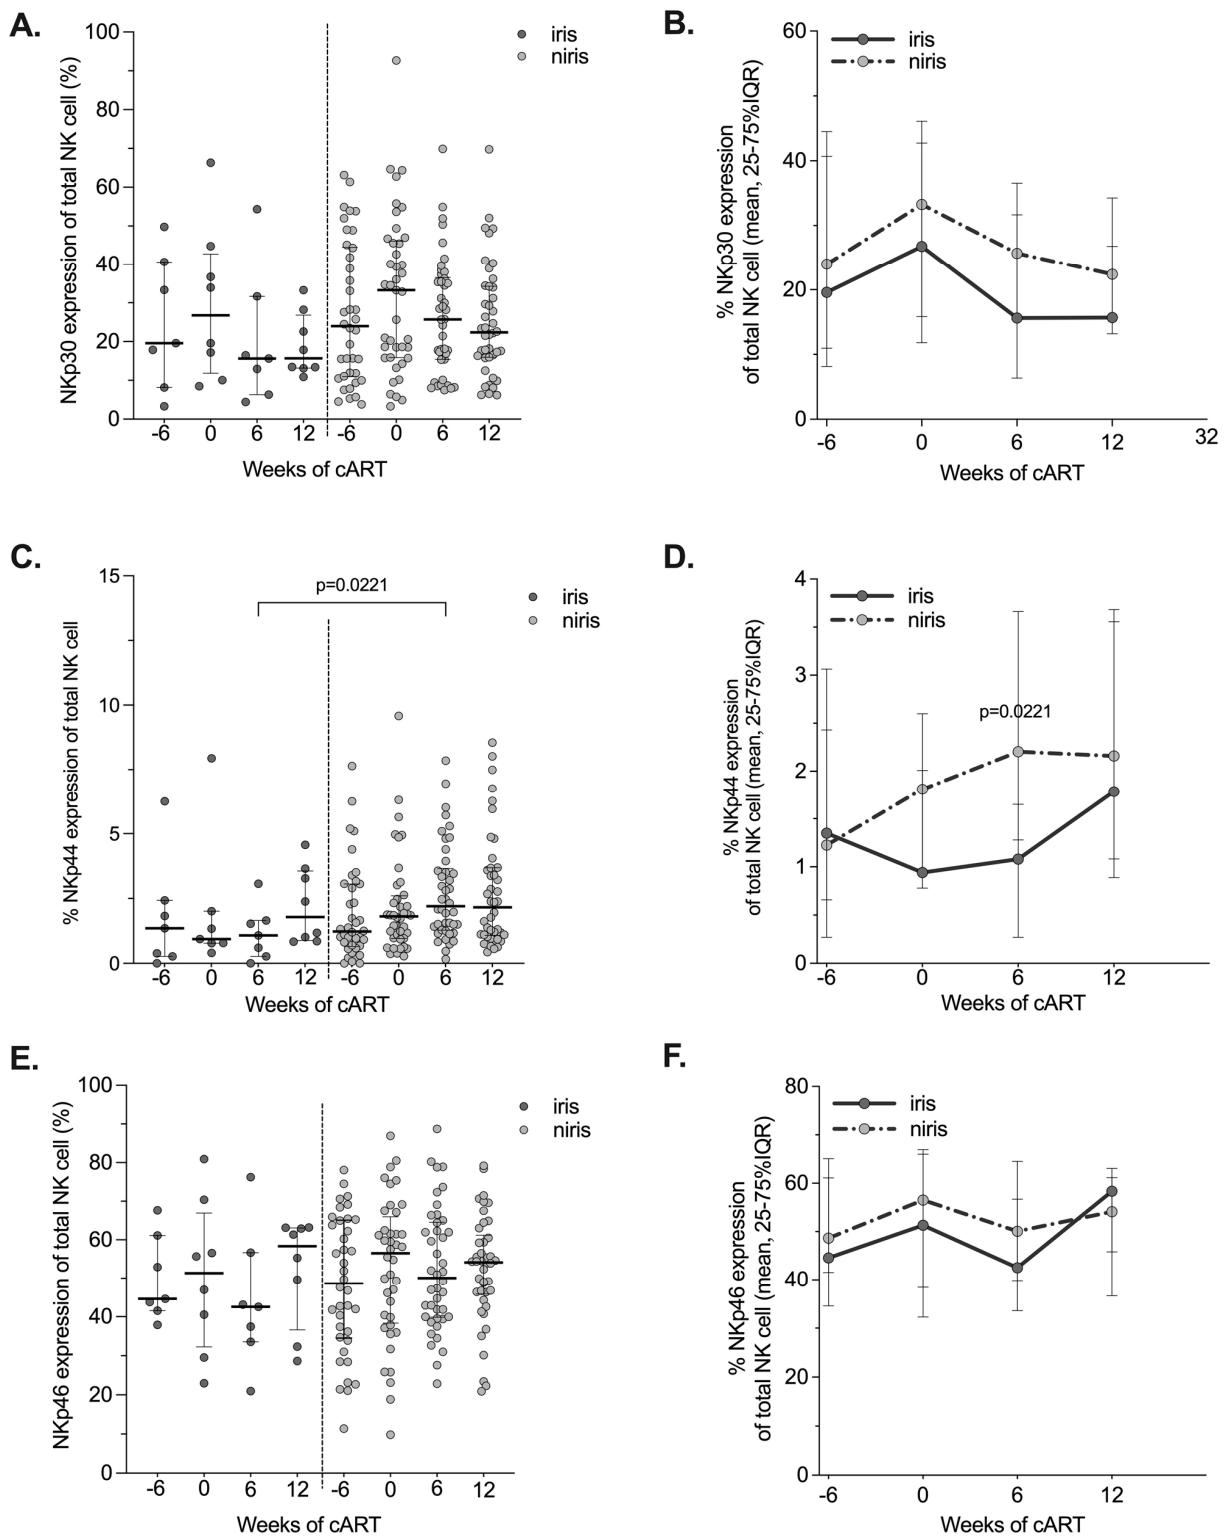 A.
NKp30 expression of total NK cell (%)
100
80
60
40
20
0
-6 0 6 12 -6 0 6 12
Weeks of cART
iris
niris
B.
% NKp30 expression
of total NK cell (mean, 25-75%IQR)
60
40
20
0
-6 0 6 12 32
Weeks of cART
iris
niris
C.
% NKp44 expression of total NK cell
15
10
5
0
p=0.0221
-6 0 6 12 -6 0 6 12
Weeks of cART
iris
niris
D.
% NKp44 expression
of total NK cell (mean, 25-75%IQR)
4
3
2
1
0
iris
niris
p=0.0221
-6 0 6 12
Weeks of cART
E.
NKp46 expression of total NK cell (%)
100
80
60
40
20
0
-6 0 6 12 -6 0 6 12
Weeks of cART
iris
niris
F.
% NKp46 expression
of total NK cell (mean, 25-75%IQR)
80
60
40
20
0
iris
niris
-6 0 6 12
Weeks of cART